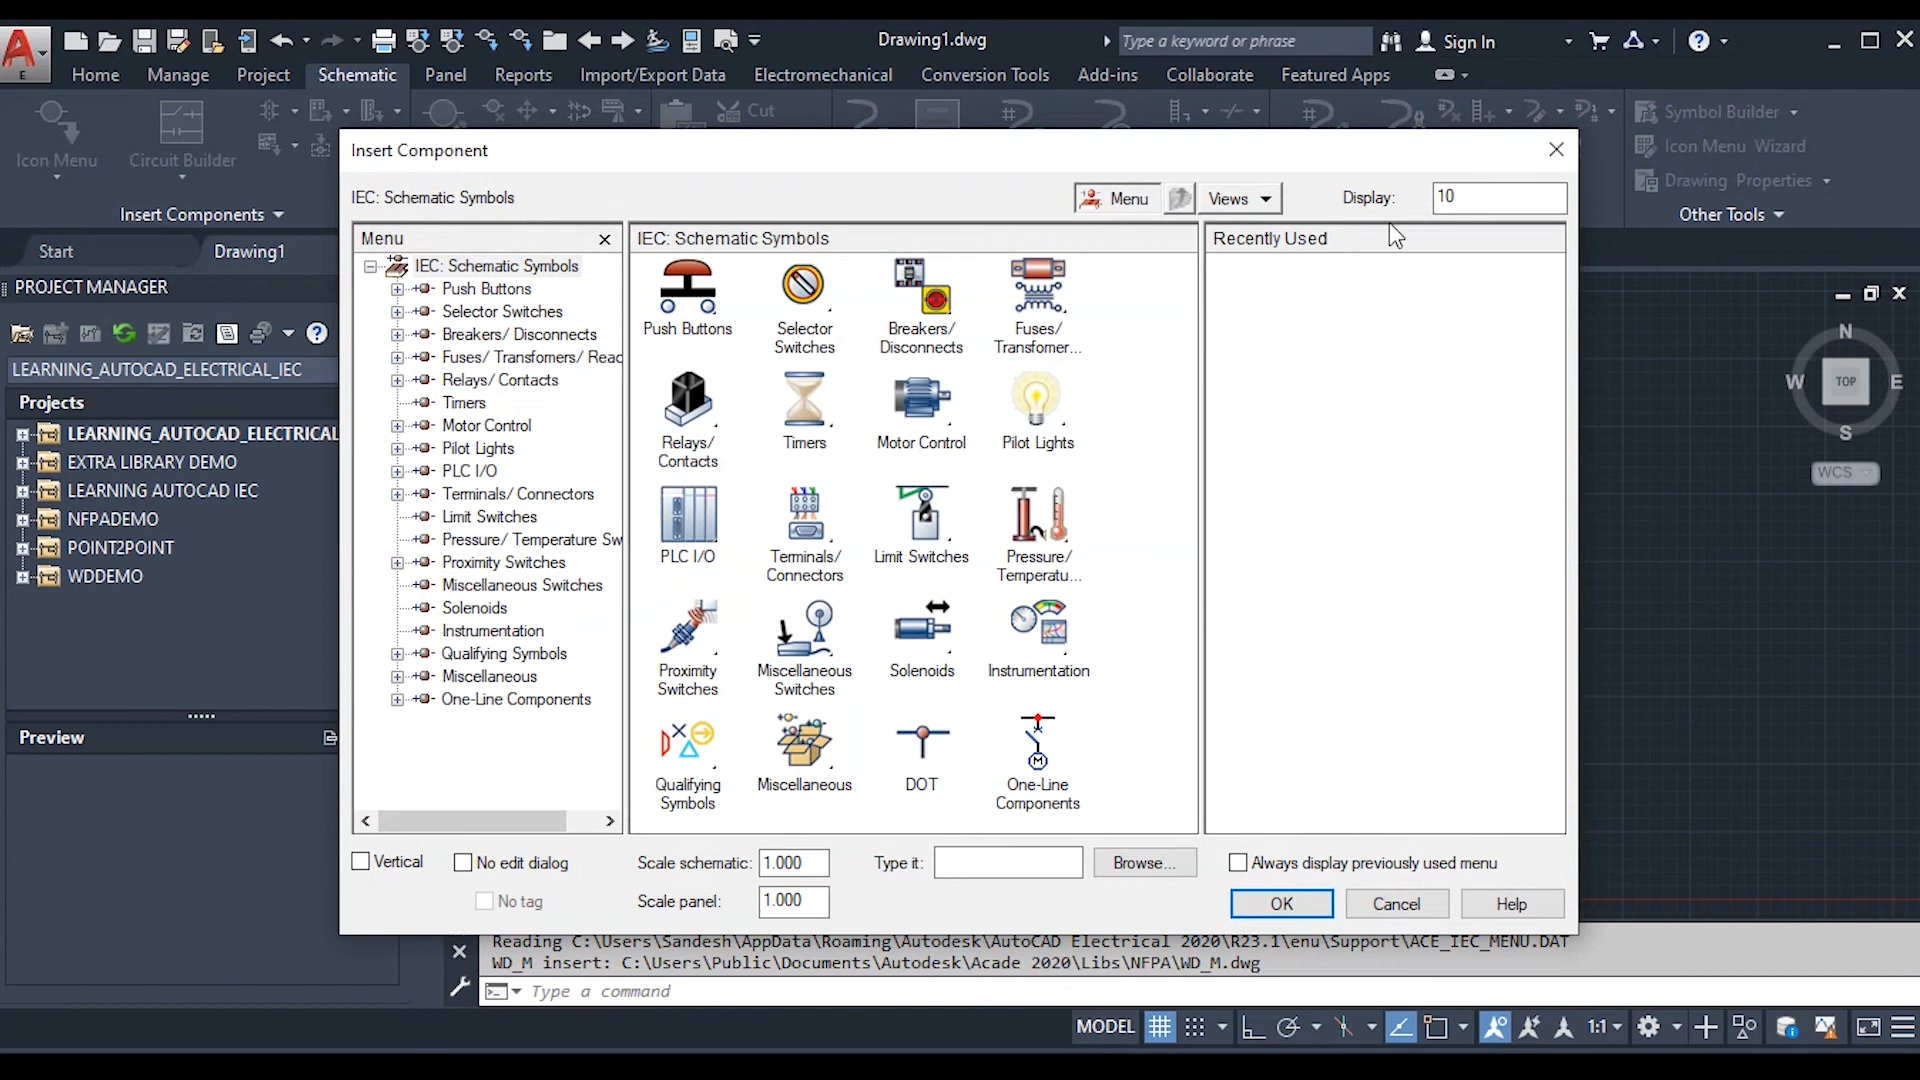 Drawing1.dwg
Type a keyword or phrase
Sign In
E
Home
Manage
Project
Schematic
Panel
Reports
Import/Export Data
Electromechanical
Conversion Tools
Add-ins
Collaborate
Featured Apps
Icon Menu
Circuit Builder
Cut
Symbol Builder
Icon Menu Wizard
Drawing Properties
Insert Components
Other Tools
Start
Drawing1
PROJECT MANAGER
LEARNING_AUTOCAD_ELECTRICAL_IEC
Projects
LEARNING_AUTOCAD_ELECTRICAL
EXTRA LIBRARY DEMO
LEARNING AUTOCAD IEC
NFPADEMO
POINT2POINT
WDDEMO
Preview
Insert Component
IEC: Schematic Symbols
Menu
Views
Display:
10
Menu
IEC: Schematic Symbols
Push Buttons
Selector Switches
Breakers/ Disconnects
Fuses/ Transfomers/ Reac
Relays/ Contacts
Timers
Motor Control
Pilot Lights
PLC I/O
Terminals/ Connectors
Limit Switches
Pressure/ Temperature Sw
Proximity Switches
Miscellaneous Switches
Solenoids
Instrumentation
Qualifying Symbols
Miscellaneous
One-Line Components
IEC: Schematic Symbols
Push Buttons
Selector
Switches
Breakers/
Disconnects
Fuses/
Transfomer...
Relays/
Contacts
Timers
Motor Control
Pilot Lights
PLC I/O
Terminals/
Connectors
Limit Switches
Pressure/
Temperatu...
Proximity
Switches
Miscellaneous
Switches
Solenoids
Instrumentation
Qualifying
Symbols
Miscellaneous
DOT
M
One-Line
Components
Recently Used
Vertical
No edit dialog
No tag
Scale schematic:
1.000
Scale panel:
1.000
Type it:
Browse...
Always display previously used menu
OK
Cancel
Help
N
W
TOP
E
S
WCS
Reading C:\Users\Sandesh\AppData\Roaming\Autodesk\AutoCAD Electrical 2020\R23.1\enu\Support\ACE_IEC_MENU.DAT
WD_M insert: C:\Users\Public\Documents\Autodesk\Acade 2020\Libs\NFPA\WD_M.dwg
Type a command
MODEL
1:1